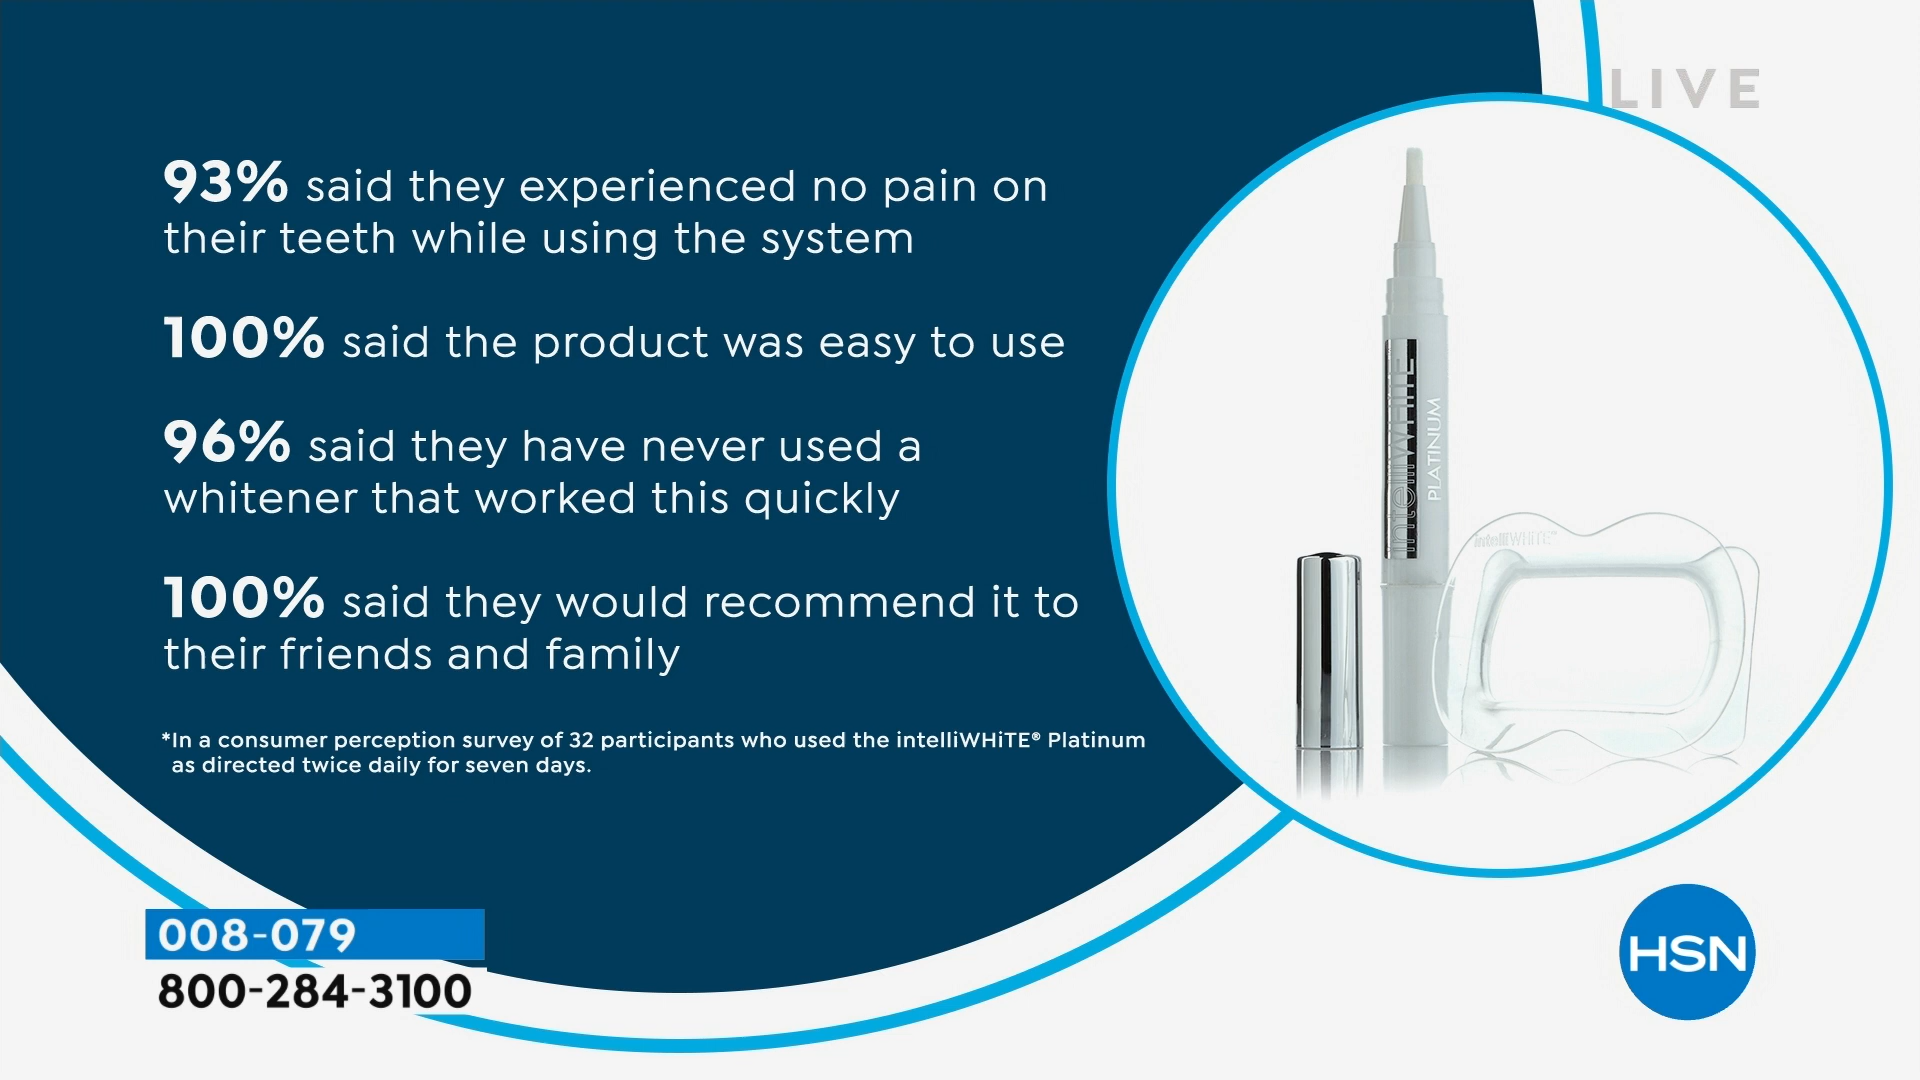 LIVE
93% said they experienced no pain on
their teeth while using the system
100% said the product was easy to use
96% said they have never used a
whitener that worked this quickly
100% said they would recommend it to
their friends and family
*In a consumer perception survey of 32 participants who used the intelliWHiTE® Platinum
as directed twice daily for seven days.
intelliWHiTE
PLATINUM
intelliWHiTE™
008-079
800-284-3100
HSN